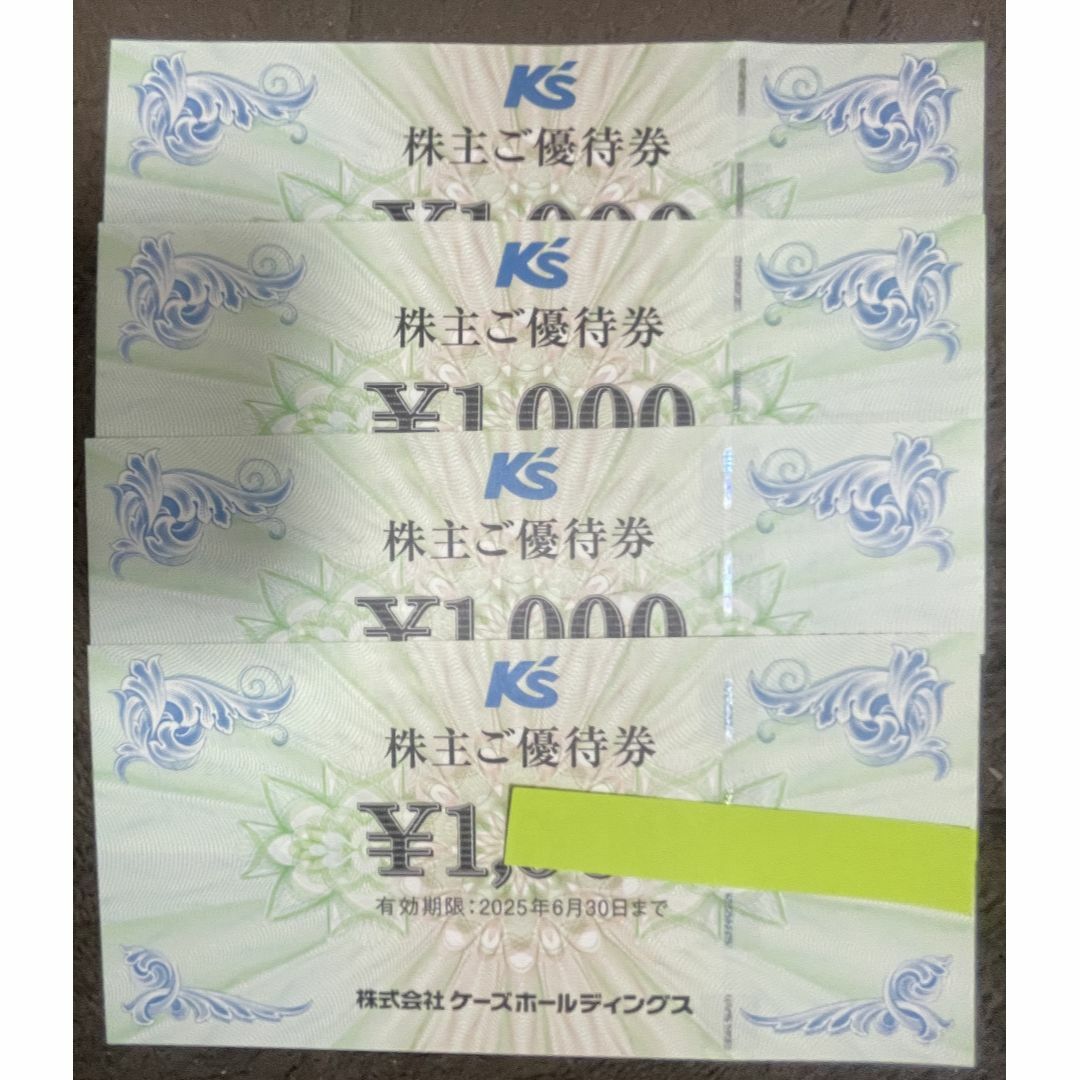 K's
株主ご優待券
¥1,000
K's
株主ご優待券
¥1,000
K's
株主ご優待券
¥1,000
K's
株主ご優待券
¥1,
有効期限:2025年6月30日まで
株式会社 ケーズホールディングス